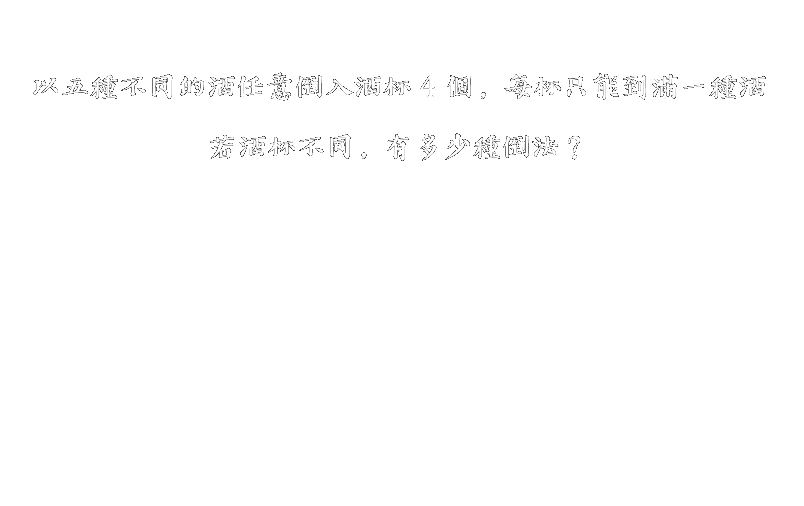 以五種不同的酒任意倒入酒杯 4 個，每杯只能到滿一種酒
若酒杯不同，有多少種倒法？